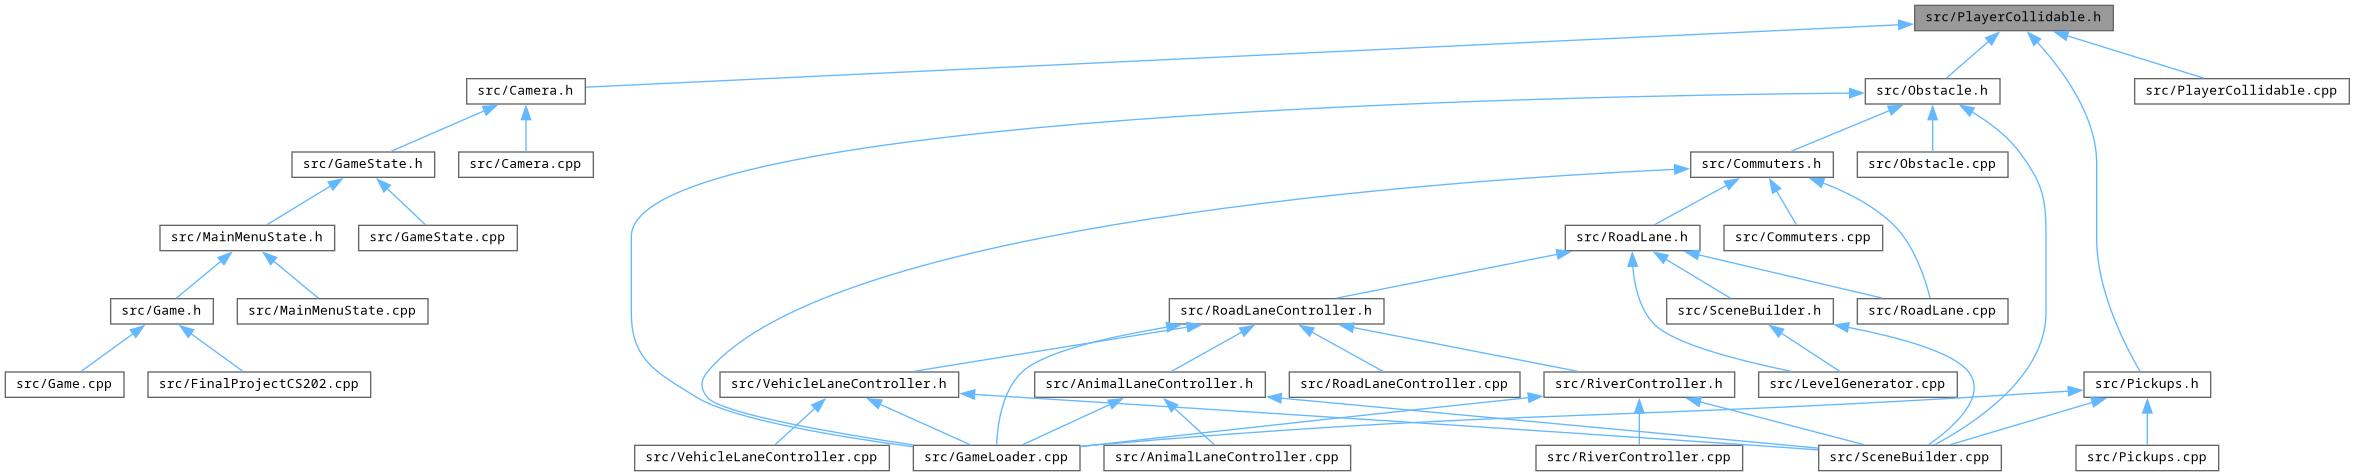 src/PlayerCollidable.h
src/Camera.h
src/Obstacle.h
src/PlayerCollidable.cpp
src/GameState.h
src/Camera.cpp
src/Commuters.h
src/Obstacle.cpp
src/MainMenuState.h
src/GameState.cpp
src/RoadLane.h
src/Commuters.cpp
src/Game.h
src/MainMenuState.cpp
src/RoadLaneController.h
src/SceneBuilder.h
src/RoadLane.cpp
src/Game.cpp
src/FinalProjectCS202.cpp
src/VehicleLaneController.h
src/AnimalLaneController.h
src/RoadLaneController.cpp
src/RiverController.h
src/LevelGenerator.cpp
src/Pickups.h
src/VehicleLaneController.cpp
src/GameLoader.cpp
src/AnimalLaneController.cpp
src/RiverController.cpp
src/SceneBuilder.cpp
src/Pickups.cpp